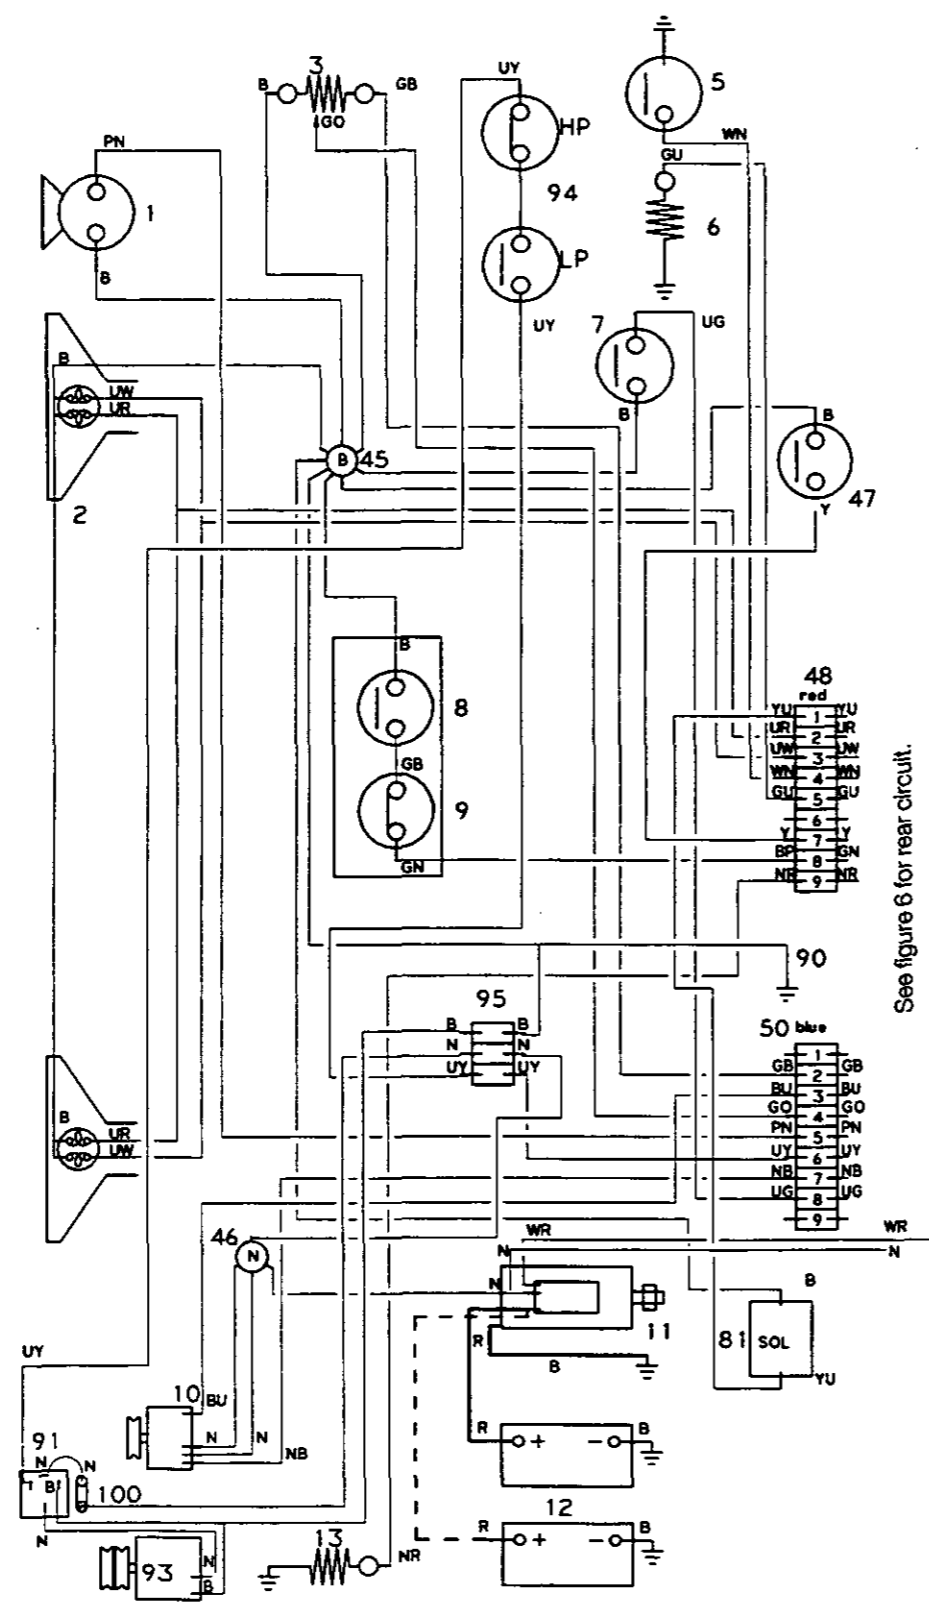 3
B
GB
GO
UY
HP
94
LP
UY
5
WN
GU
6
PN
1
B
7
UG
B
B
47
Y
B
UW
UR
2
B 45
B
8
GB
9
GN
48
red
YU 1 YU
UR 2 UR
UW 3 UW
WN 4 WN
GU 5 GU
6
Y 7 Y
BP 8 GN
NR 9 NR
See figure 6 for rear circuit.
90
95
B B
N N
UY UY
50 blue
1
GB 2 GB
BU 3 BU
GO 4 GO
PN 5 PN
UY 6 UY
NB 7 NB
UG 8 UG
9
B
UR
UW
46
N
WR
N
WR
N
N
11
R
B
B
81 SOL
YU
UY
10
BU
N
N
NB
91
N
N
B
100
N
93
N
B
13
NR
R
+
-
B
12
R
+
-
B